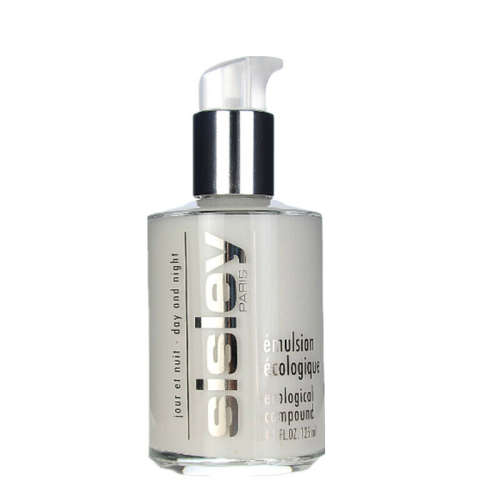 jour et nuit - day and night
sisley
PARIS
émulsion
écologique
ecological
compound
FL.OZ. 125 ml